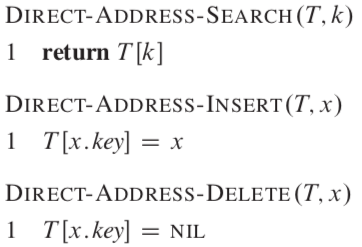 DIRECT-ADDRESS-SEARCH(T, k)
1 return T[k]
DIRECT-ADDRESS-INSERT(T, x)
1 T[x.key] = x
DIRECT-ADDRESS-DELETE(T, x)
1 T[x.key] = NIL